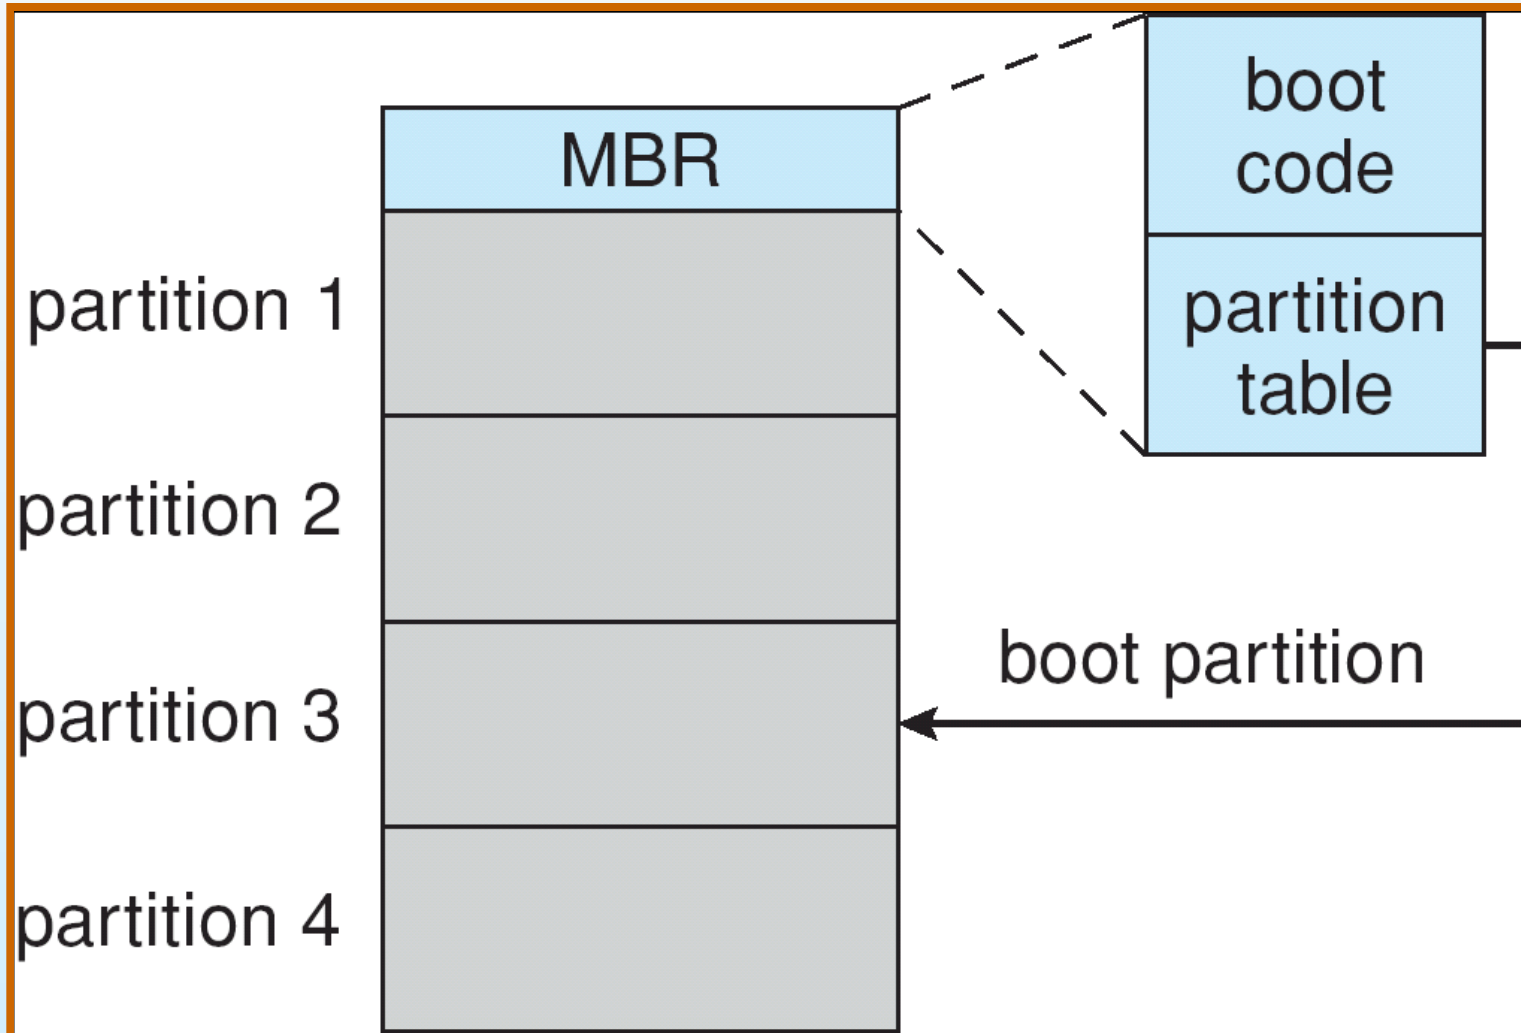 boot
code
MBR
partition
table
partition 1
partition 2
boot partition
partition 3
partition 4